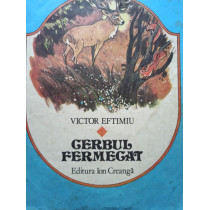 VICTOR EFTIMIU
CERBUL
FERMECAT
Editura Ion Creangă